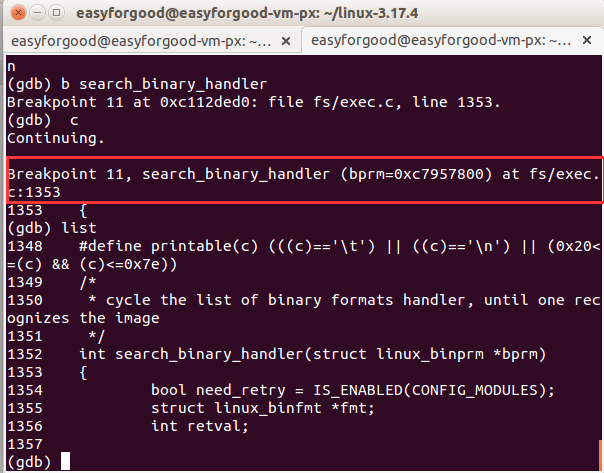 easyforgood@easyforgood-vm-px: ~/linux-3.17.4
easyforgood@easyforgood-vm-px: ~... × easyforgood@easyforgood-vm-px: ~... ×
n
(gdb) b search_binary_handler
Breakpoint 11 at 0xc112ded0: file fs/exec.c, line 1353.
(gdb)  c
Continuing.
Breakpoint 11, search_binary_handler (bprm=0xc7957800) at fs/exec.
c:1353
1353    {
(gdb) list
1348    #define printable(c) (((c)=='\t') || ((c)=='\n') || (0x20<
=(c) && (c)<=0x7e))
1349    /*
1350     * cycle the list of binary formats handler, until one rec
ognizes the image
1351     */
1352    int search_binary_handler(struct linux_binprm *bprm)
1353    {
1354            bool need_retry = IS_ENABLED(CONFIG_MODULES);
1355            struct linux_binfmt *fmt;
1356            int retval;
1357
(gdb)